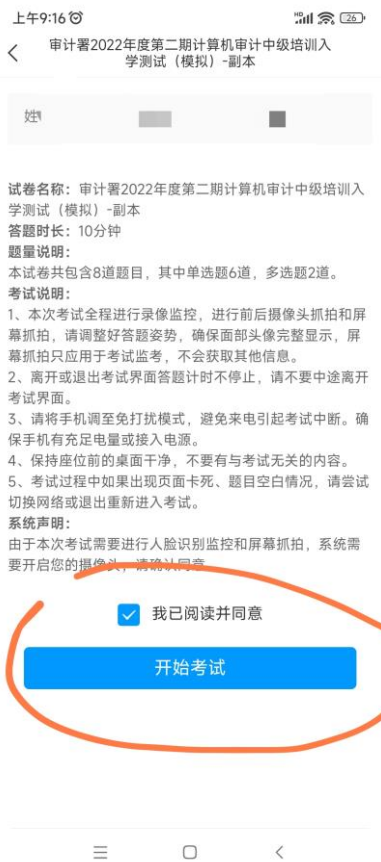 上午9:16
HD
26
审计署2022年度第二期计算机审计中级培训入
学测试（模拟）-副本
试卷名称：审计署2022年度第二期计算机审计中级培训入
学测试（模拟）-副本
答题时长：10分钟
题量说明：
本试卷共包含8道题目，其中单选题6道，多选题2道。
考试说明：
1、本次考试全程进行录像监控，进行前后摄像头抓拍和屏
幕抓拍，请调整好答题姿势，确保面部头像完整显示，屏
幕抓拍只应用于考试监考，不会获取其他信息。
2、离开或退出考试界面答题计时不停止，请不要中途离开
考试界面。
3、请将手机调至免打扰模式，避免来电引起考试中断。确
保手机有充足电量或接入电源。
4、保持座位前的桌面干净，不要有与考试无关的内容。
5、考试过程中如果出现页面卡死、题目空白情况，请尝试
切换网络或退出重新进入考试。
系统声明：
由于本次考试需要进行人脸识别监控和屏幕抓拍，系统需
要开启您的摄像头，请确认同意
我已阅读并同意
开始考试